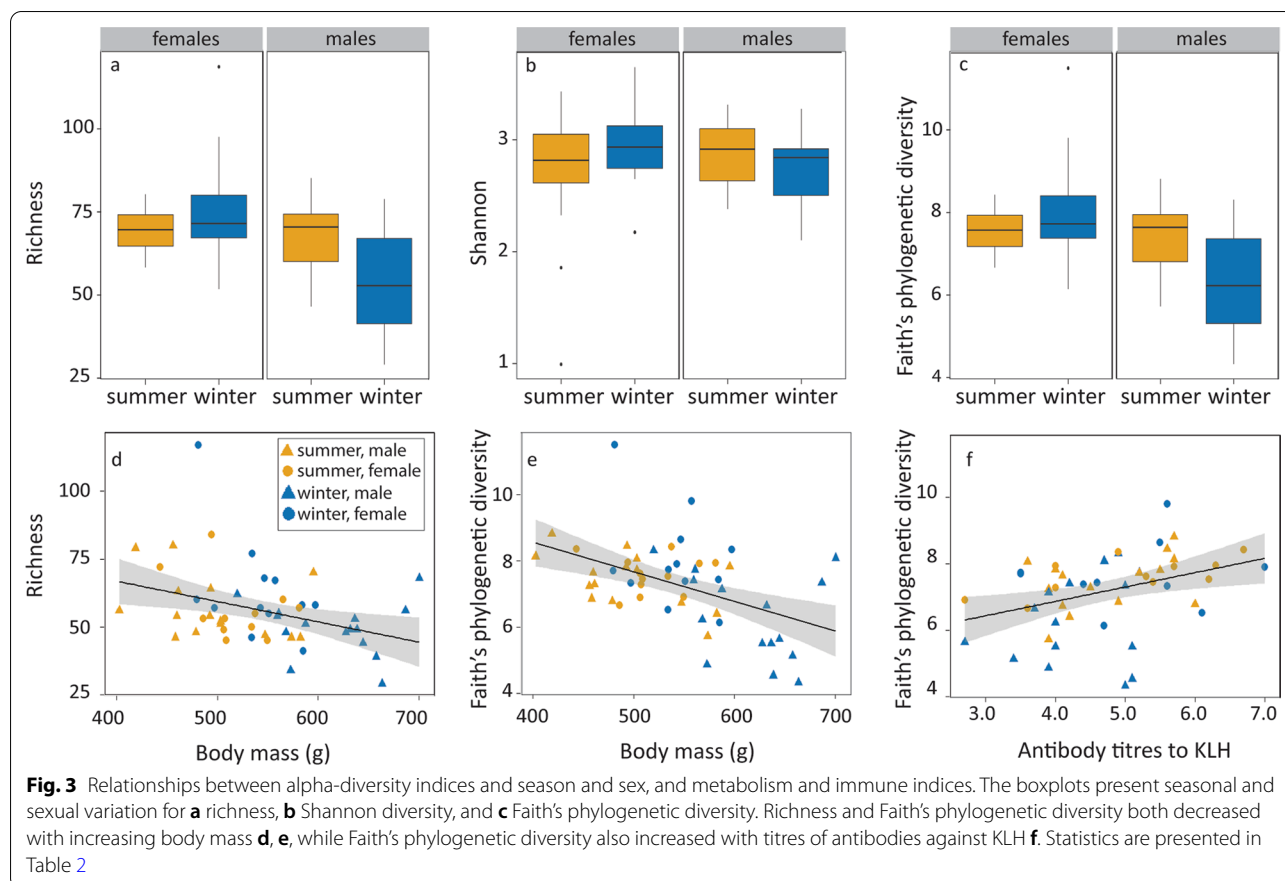 females males
a
Richness
100
75
50
25
summer winter summer winter
females males
b
Shannon
3
2
1
summer winter summer winter
females males
c
Faith's phylogenetic diversity
10
8
6
4
summer winter summer winter
d
Richness
100
75
50
25
summer, male
summer, female
winter, male
winter, female
400 500 600 700
Body mass (g)
e
Faith's phylogenetic diversity
10
8
6
4
400 500 600 700
Body mass (g)
f
Faith's phylogenetic diversity
10
8
6
4
3.0 4.0 5.0 6.0 7.0
Antibody titres to KLH
Fig. 3 Relationships between alpha-diversity indices and season and sex, and metabolism and immune indices. The boxplots present seasonal and
sexual variation for a richness, b Shannon diversity, and c Faith's phylogenetic diversity. Richness and Faith's phylogenetic diversity both decreased
with increasing body mass d, e, while Faith's phylogenetic diversity also increased with titres of antibodies against KLH f. Statistics are presented in
Table 2